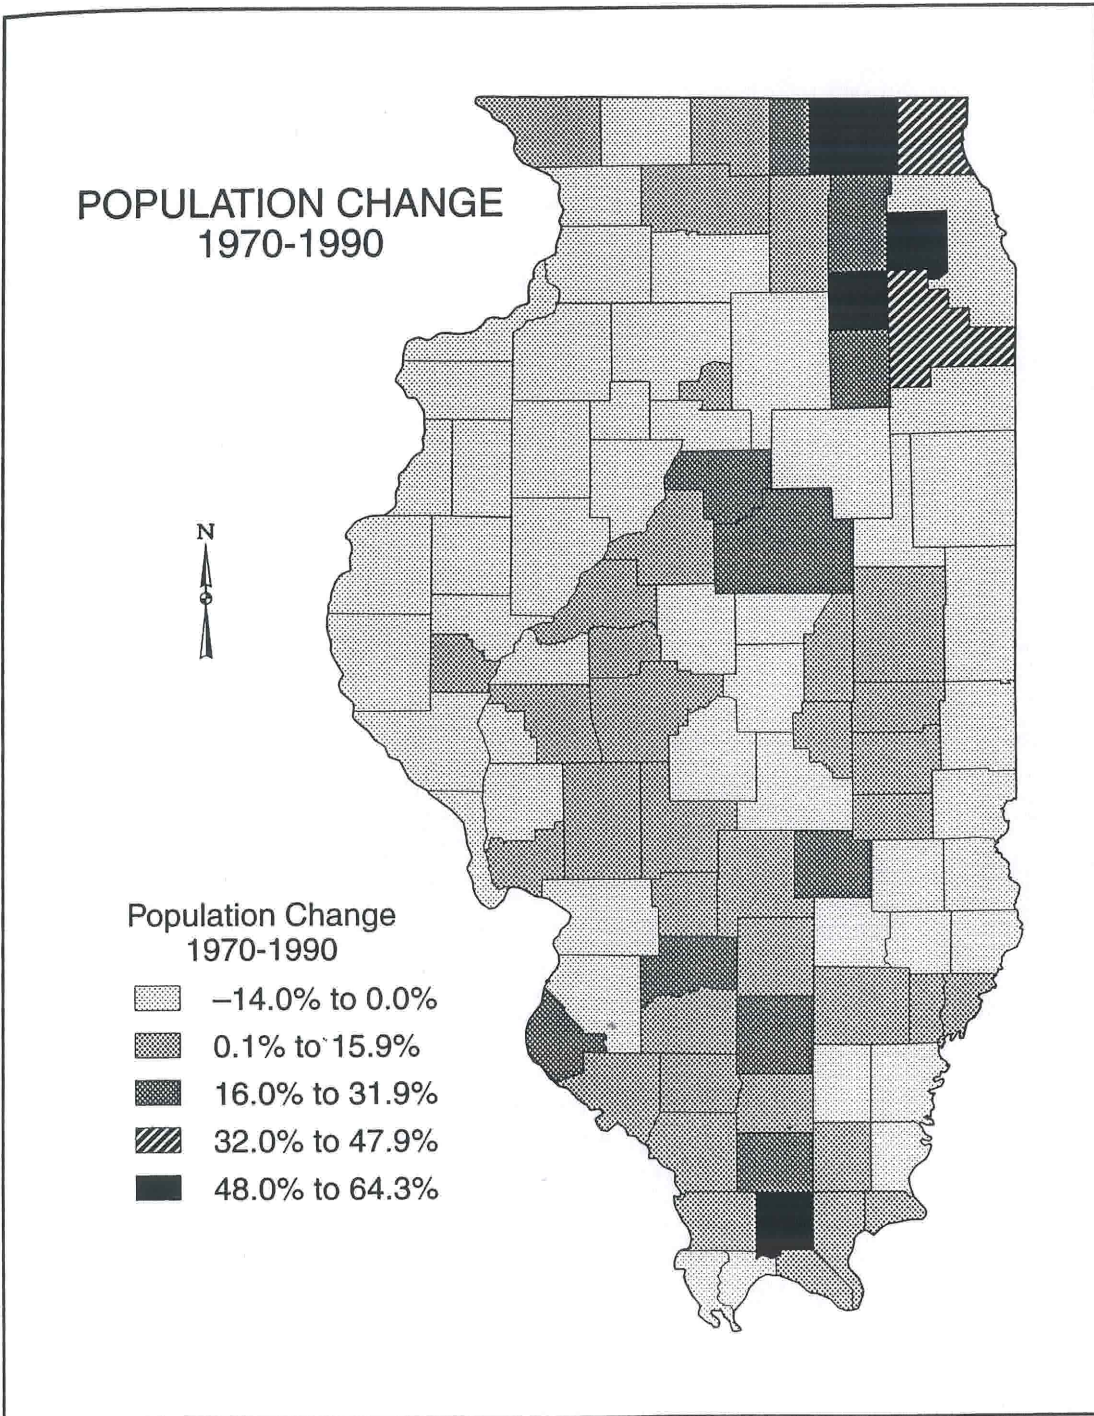 POPULATION CHANGE
1970-1990
N
Population Change
1970-1990
–14.0% to 0.0%
0.1% to 15.9%
16.0% to 31.9%
32.0% to 47.9%
48.0% to 64.3%